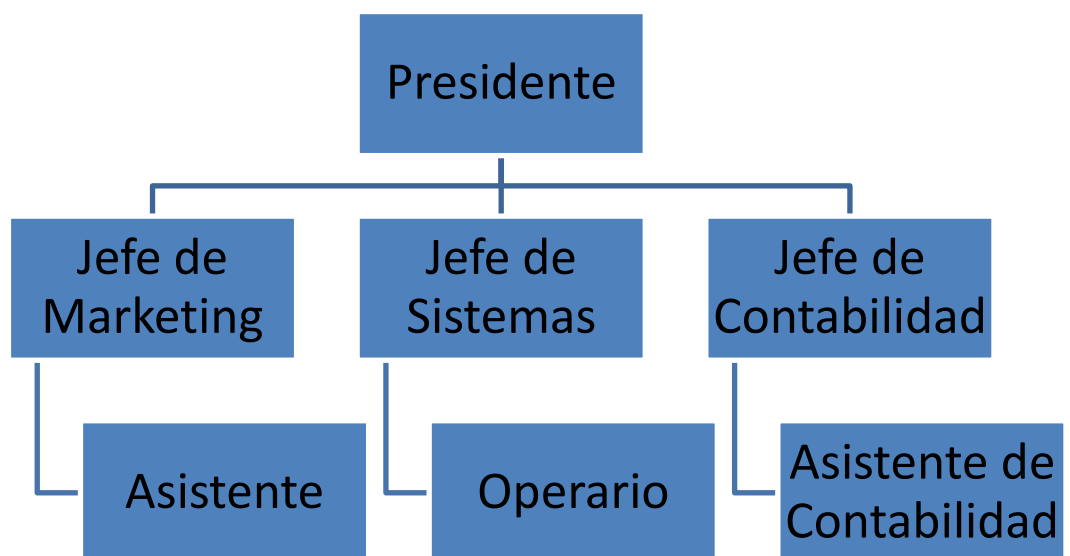 Presidente
Jefe de
Marketing
Jefe de
Sistemas
Jefe de
Contabilidad
Asistente
Operario
Asistente de
Contabilidad